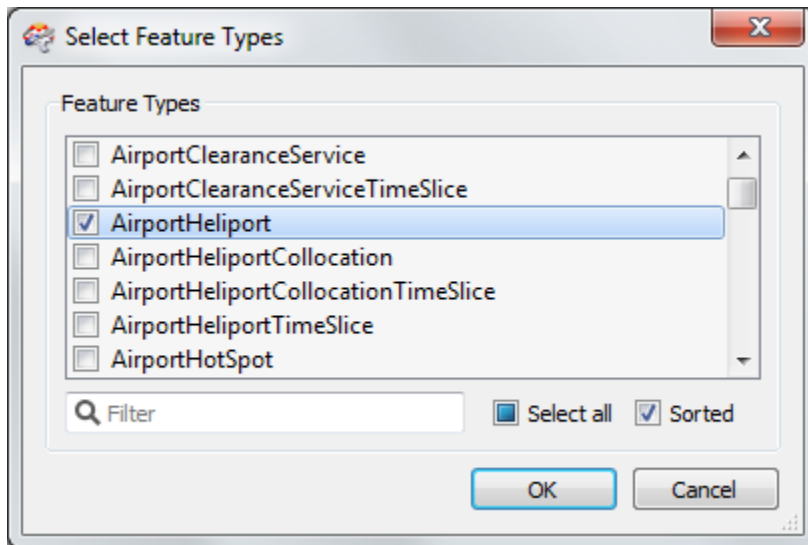 Select Feature Types
Feature Types
AirportClearanceService
AirportClearanceServiceTimeSlice
AirportHeliport
AirportHeliportCollocation
AirportHeliportCollocationTimeSlice
AirportHeliportTimeSlice
AirportHotSpot
Filter Select all Sorted
OK Cancel